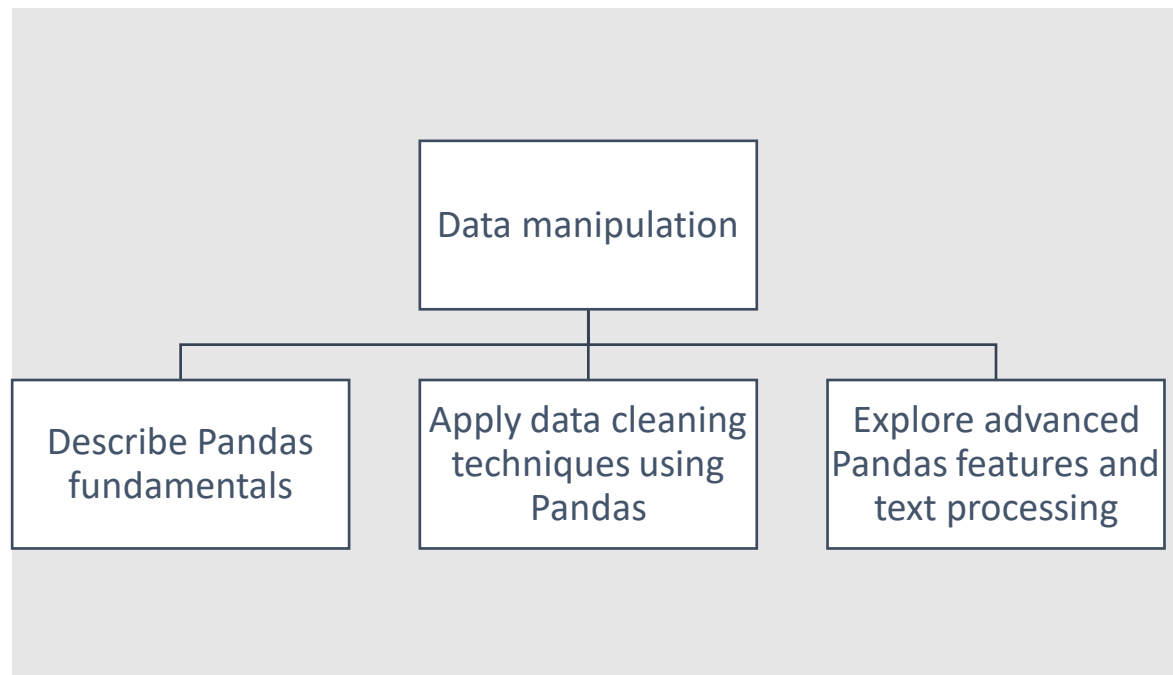 Data manipulation
Describe Pandas
fundamentals
Apply data cleaning
techniques using
Pandas
Explore advanced
Pandas features and
text processing